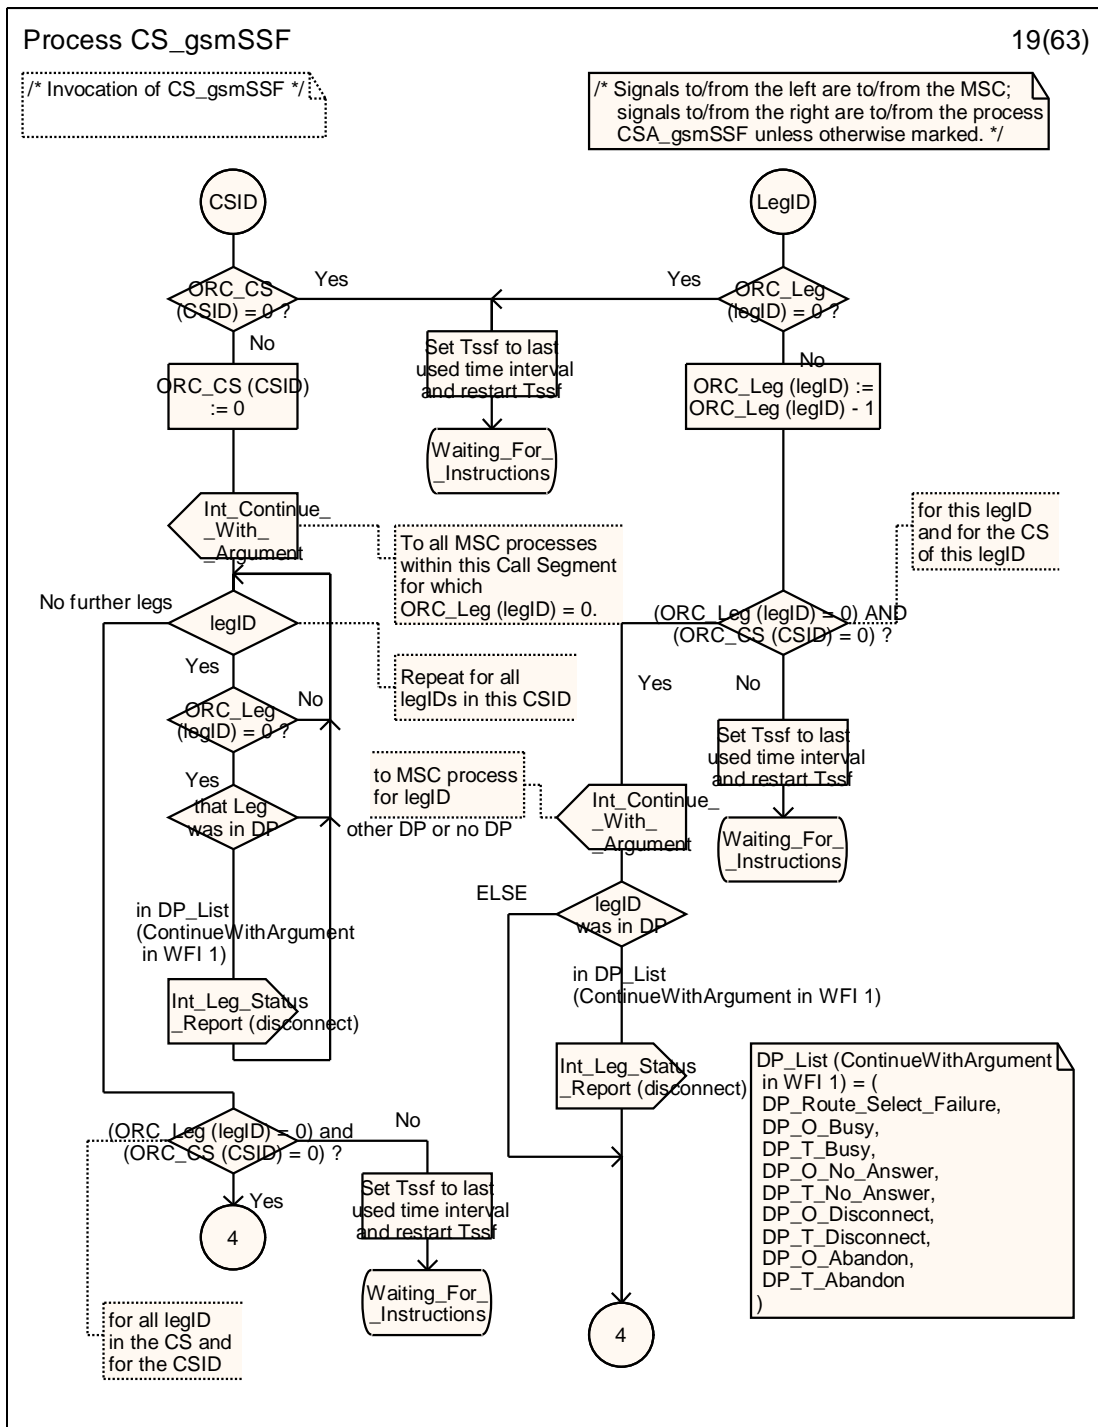 Process CS_gsmSSF
19(63)
/* Invocation of CS_gsmSSF */
/* Signals to/from the left are to/from the MSC;
signals to/from the right are to/from the process
CSA_gsmSSF unless otherwise marked. */
CSID
LegID
ORC_CS
(CSID) = 0 ?
Yes
Yes
ORC_Leg
(legID) = 0 ?
No
Set Tssf to last
used time interval
and restart Tssf
No
ORC_CS (CSID)
:= 0
ORC_Leg (legID) :=
ORC_Leg (legID) - 1
Waiting_For_
_Instructions
Int_Continue_
_With_
_Argument
To all MSC processes
within this Call Segment
for which
ORC_Leg (legID) = 0.
for this legID
and for the CS
of this legID
No further legs
legID
(ORC_Leg (legID) = 0) AND
(ORC_CS (CSID) = 0) ?
Yes
Repeat for all
legIDs in this CSID
Yes
No
ORC_Leg
(legID) = 0 ?
No
Set Tssf to last
used time interval
and restart Tssf
Yes
to MSC process
for legID
that Leg
was in DP
other DP or no DP
Int_Continue_
_With_
_Argument
Waiting_For_
_Instructions
ELSE
legID
was in DP
in DP_List
(ContinueWithArgument
in WFI 1)
in DP_List
(ContinueWithArgument in WFI 1)
Int_Leg_Status
_Report (disconnect)
Int_Leg_Status
_Report (disconnect)
DP_List (ContinueWithArgument
in WFI 1) = (
DP_Route_Select_Failure,
DP_O_Busy,
DP_T_Busy,
DP_O_No_Answer,
DP_T_No_Answer,
DP_O_Disconnect,
DP_T_Disconnect,
DP_O_Abandon,
DP_T_Abandon
)
(ORC_Leg (legID) = 0) and
(ORC_CS (CSID) = 0) ?
No
Yes
Set Tssf to last
used time interval
and restart Tssf
4
Waiting_For_
_Instructions
for all legID
in the CS and
for the CSID
4